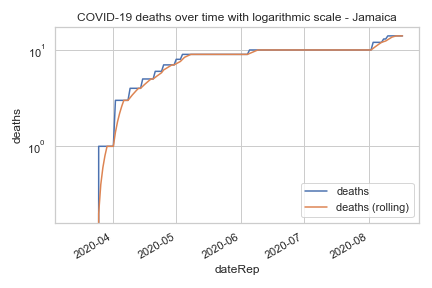 COVID-19 deaths over time with logarithmic scale - Jamaica
10¹
10⁰
deaths
deaths
deaths (rolling)
2020-04
2020-05
2020-06
2020-07
2020-08
dateRep